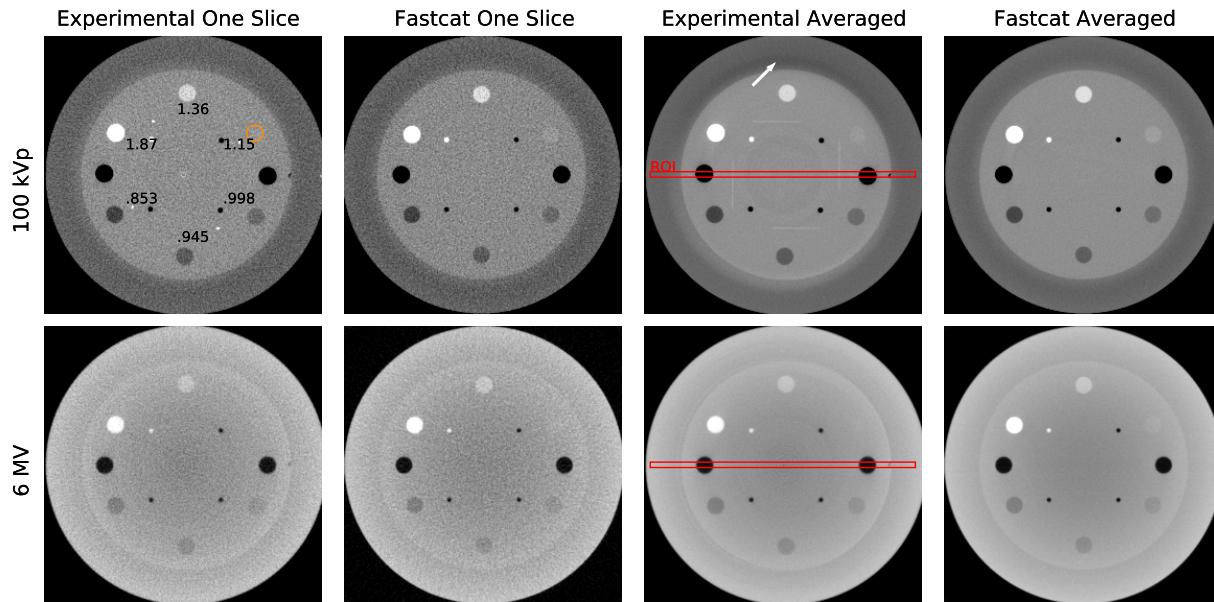 Experimental One Slice
Fastcat One Slice
Experimental Averaged
Fastcat Averaged
100 kVp
1.36
1.87
1.15
.853
.998
.945
ROI
6 MV